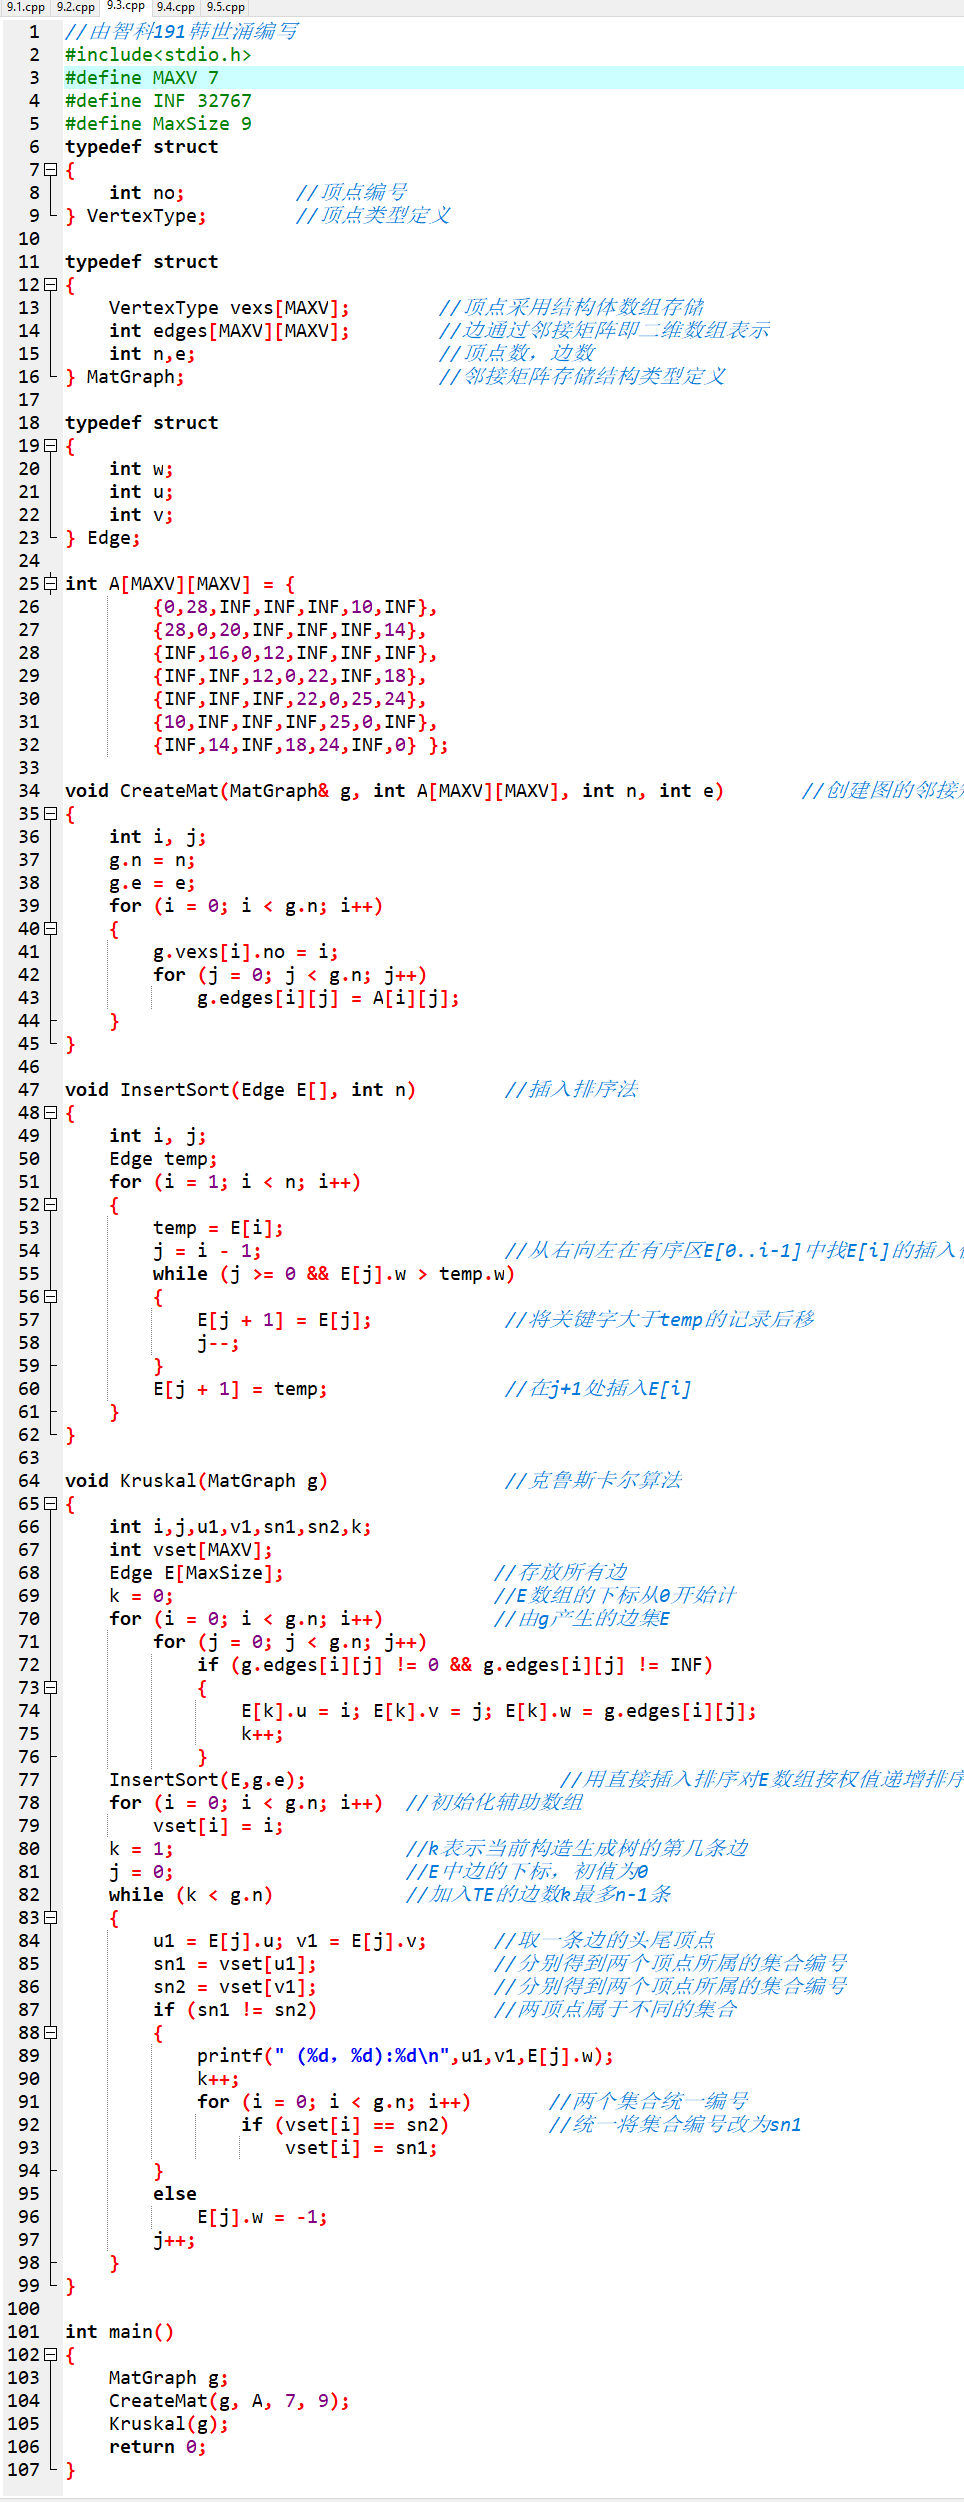 9.1.cpp 9.2.cpp 9.3.cpp 9.4.cpp 9.5.cpp
1 //由智科191韩世涌编写
2 #include<stdio.h>
3 #define MAXV 7
4 #define INF 32767
5 #define MaxSize 9
6 typedef struct
7 {
8 int no; //顶点编号
9 } VertexType; //顶点类型定义
10
11 typedef struct
12 {
13 VertexType vexs[MAXV]; //顶点采用结构体数组存储
14 int edges[MAXV][MAXV]; //边通过邻接矩阵即二维数组表示
15 int n,e; //顶点数，边数
16 } MatGraph; //邻接矩阵存储结构类型定义
17
18 typedef struct
19 {
20 int w;
21 int u;
22 int v;
23 } Edge;
24
25 int A[MAXV][MAXV] = {
26 {0,28,INF,INF,INF,10,INF},
27 {28,0,20,INF,INF,INF,14},
28 {INF,16,0,12,INF,INF,INF},
29 {INF,INF,12,0,22,INF,18},
30 {INF,INF,INF,22,0,25,24},
31 {10,INF,INF,INF,25,0,INF},
32 {INF,14,INF,18,24,INF,0} };
33
34 void CreateMat(MatGraph& g, int A[MAXV][MAXV], int n, int e) //创建图的邻接
35 {
36 int i, j;
37 g.n = n;
38 g.e = e;
39 for (i = 0; i < g.n; i++)
40 {
41 g.vexs[i].no = i;
42 for (j = 0; j < g.n; j++)
43 g.edges[i][j] = A[i][j];
44 }
45 }
46
47 void InsertSort(Edge E[], int n) //插入排序法
48 {
49 int i, j;
50 Edge temp;
51 for (i = 1; i < n; i++)
52 {
53 temp = E[i];
54 j = i - 1; //从右向左在有序区E[0..i-1]中找E[i]的插入
55 while (j >= 0 && E[j].w > temp.w)
56 {
57 E[j + 1] = E[j]; //将关键字大于temp的记录后移
58 j--;
59 }
60 E[j + 1] = temp; //在j+1处插入E[i]
61 }
62 }
63
64 void Kruskal(MatGraph g) //克鲁斯卡尔算法
65 {
66 int i,j,u1,v1,sn1,sn2,k;
67 int vset[MAXV];
68 Edge E[MaxSize]; //存放所有边
69 k = 0; //E数组的下标从0开始计
70 for (i = 0; i < g.n; i++) //由g产生的边集E
71 for (j = 0; j < g.n; j++)
72 if (g.edges[i][j] != 0 && g.edges[i][j] != INF)
73 {
74 E[k].u = i; E[k].v = j; E[k].w = g.edges[i][j];
75 k++;
76 }
77 InsertSort(E,g.e); //用直接插入排序对E数组按权值递增排序
78 for (i = 0; i < g.n; i++) //初始化辅助数组
79 vset[i] = i;
80 k = 1; //k表示当前构造生成树的第几条边
81 j = 0; //E中边的下标，初值为0
82 while (k < g.n) //加入TE的边数k最多n-1条
83 {
84 u1 = E[j].u; v1 = E[j].v; //取一条边的头尾顶点
85 sn1 = vset[u1]; //分别得到两个顶点所属的集合编号
86 sn2 = vset[v1]; //分别得到两个顶点所属的集合编号
87 if (sn1 != sn2) //两顶点属于不同的集合
88 {
89 printf(" (%d, %d):%d\n",u1,v1,E[j].w);
90 k++;
91 for (i = 0; i < g.n; i++) //两个集合统一编号
92 if (vset[i] == sn2) //统一将集合编号改为sn1
93 vset[i] = sn1;
94 }
95 else
96 E[j].w = -1;
97 j++;
98 }
99 }
100
101 int main()
102 {
103 MatGraph g;
104 CreateMat(g, A, 7, 9);
105 Kruskal(g);
106 return 0;
107 }